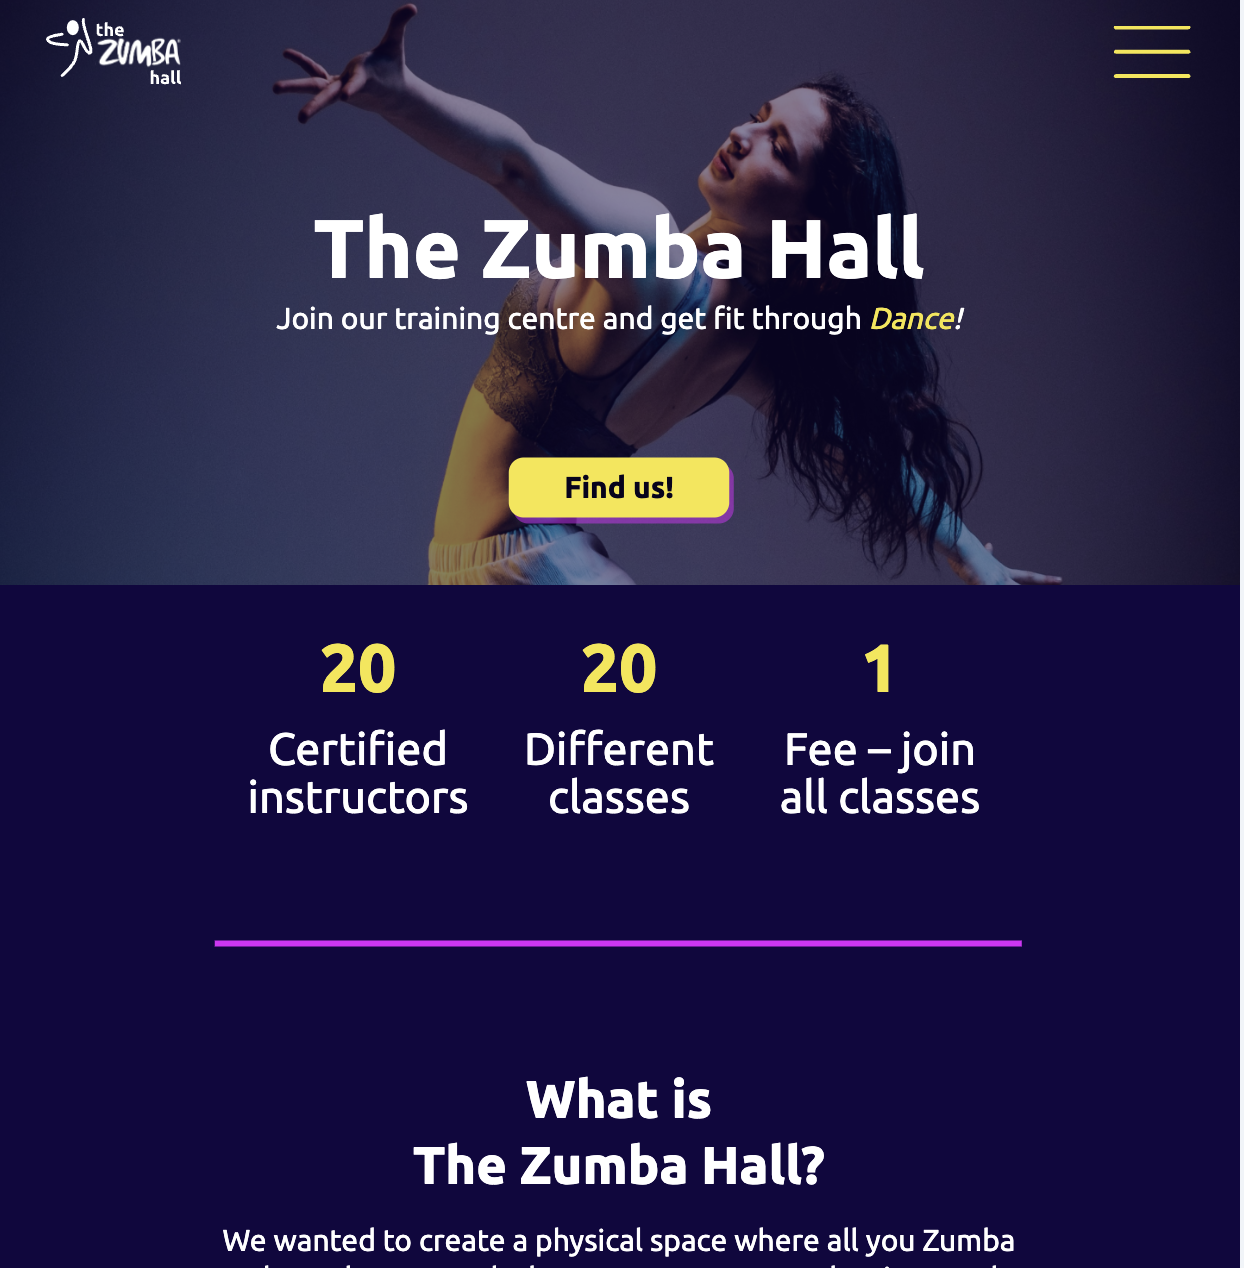 the
ZUMBA
hall
The Zumba Hall
Join our training centre and get fit through Dance!
Find us!
20
20
1
Certified
instructors
Different
classes
Fee – join
all classes
What is
The Zumba Hall?
We wanted to create a physical space where all you Zumba